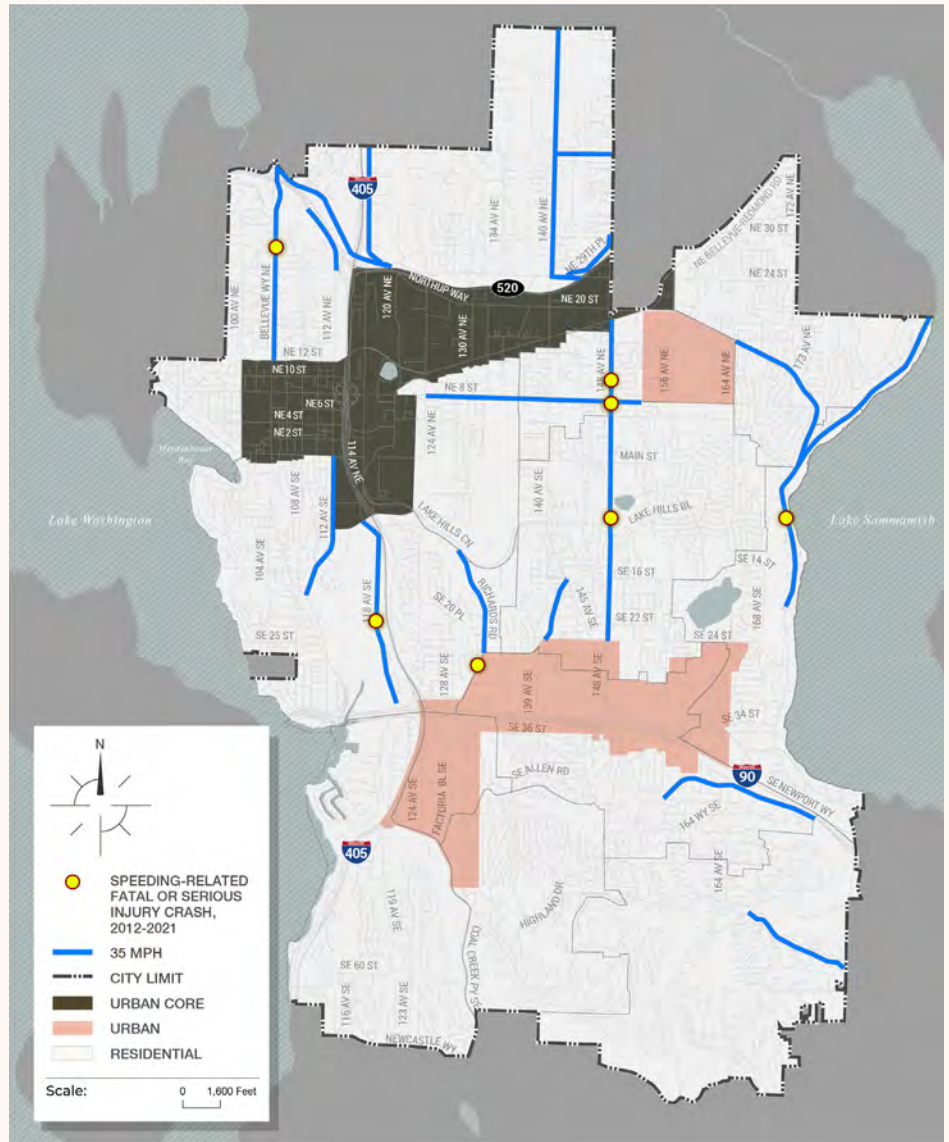 405
172 AV NE
NE BELLEVUE-REDMOND RD
134 AV NE
140 AV NE
NE 30 ST
NE 29TH PL
NE 24 ST
100 AV NE
BELLEVUE WY NE
112 AV NE
120 AV NE
NORTHUP WAY
520
NE 20 ST
130 AV NE
148 AV NE
156 AV NE
164 AV NE
173 AV NE
NE 12 ST
NE10 ST
NE 8 ST
NE6 ST
NE4 ST
NE2 ST
124 AV NE
114 AV NE
Meydenbauer
Bay
MAIN ST
108 AV SE
112 AV SE
140 AV SE
LAKE HILLS BL
Lake Washington
LAKE HILLS CN
Lake Sammamish
104 AV SE
SE 14 ST
SE 16 ST
118 AV SE
SE 20 PL
RICHARDS RD
145 AV SE
SE 22 ST
168 AV SE
SE 25 ST
SE 24 ST
128 AV SE
139 AV SE
148 AV SE
SE 36 ST
SE 34 ST
124 AV SE
FACTORIA BL SE
SE ALLEN RD
90
SE NEWPORT WY
164 WY SE
405
164 AV SE
119 AV SE
HIGHLAND DR
COAL CREEK PY SE
SE 60 ST
116 AV SE
123 AV SE
NEWCASTLE WY
N
SPEEDING-RELATED
FATAL OR SERIOUS
INJURY CRASH,
2012-2021
35 MPH
CITY LIMIT
URBAN CORE
URBAN
RESIDENTIAL
Scale:
0 1,600 Feet